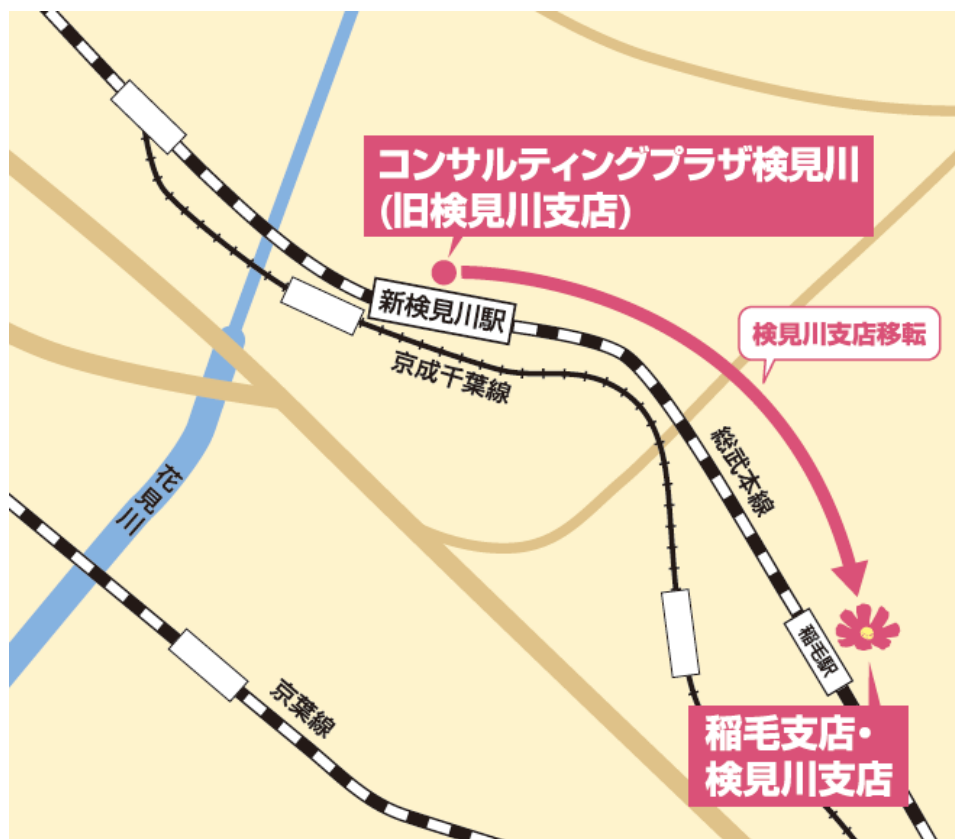 コンサルティングプラザ検見川
(旧検見川支店)
新検見川駅
検見川支店移転
京成千葉線
総武本線
花見川
稲毛駅
京葉線
稲毛支店・
検見川支店